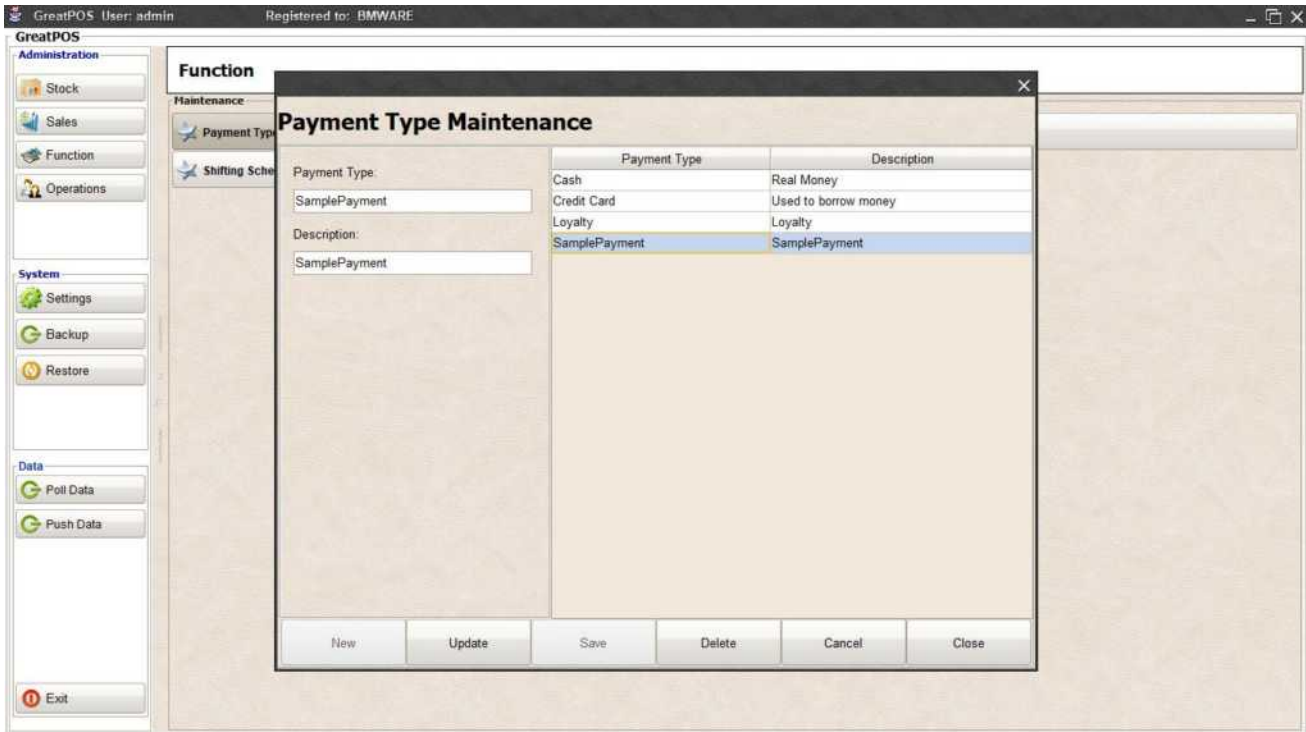 GreatPOS User: admin Registered to: BMWARE
GreatPOS
Administration
Stock
Sales
Function
Operations
System
Settings
Backup
Restore
Data
Poll Data
Push Data
Exit
Function
Maintenance
Payment Typ
Shifting Sche
Payment Type Maintenance
Payment Type:
SamplePayment
Description:
SamplePayment
Payment Type Description
Cash Real Money
Credit Card Used to borrow money
Loyalty Loyalty
SamplePayment SamplePayment
New Update Save Delete Cancel Close